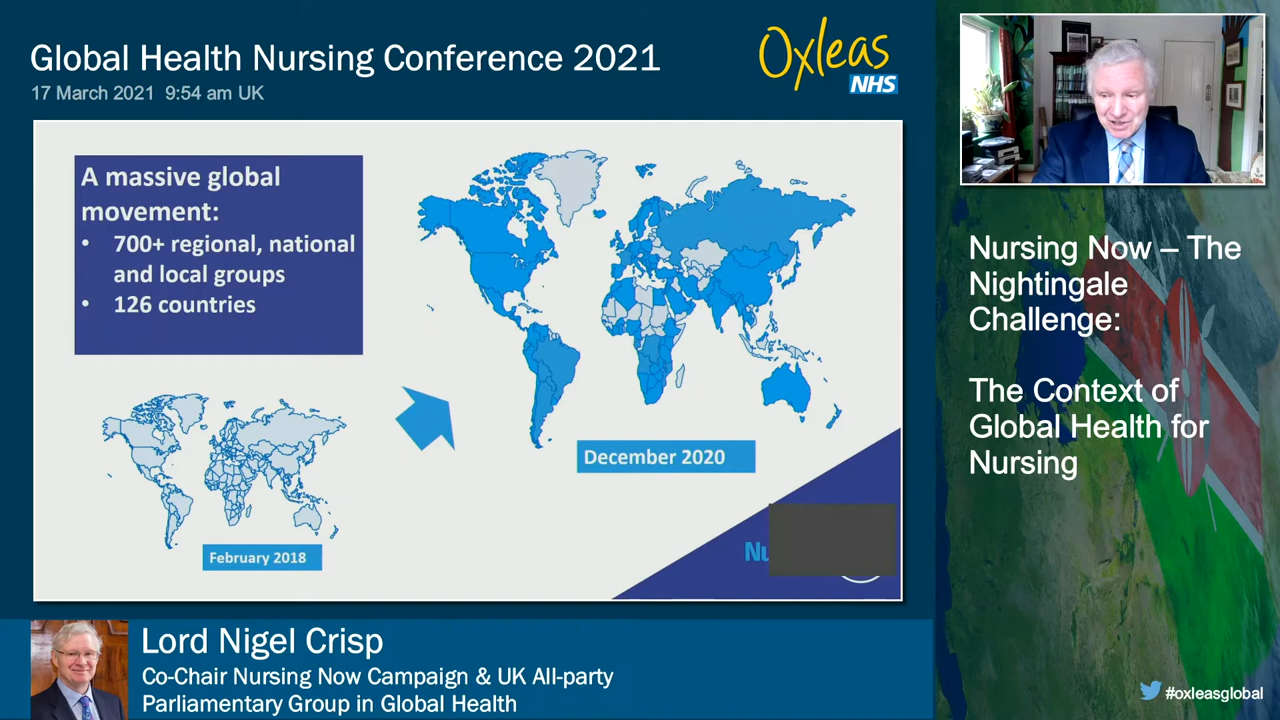 Global Health Nursing Conference 2021
17 March 2021 9:54 am UK
Oxleas
NHS
A massive global
movement:
• 700+ regional, national
and local groups
• 126 countries
December 2020
February 2018
Nursing Now – The
Nightingale
Challenge:
The Context of
Global Health for
Nursing
Lord Nigel Crisp
Co-Chair Nursing Now Campaign & UK All-party
Parliamentary Group in Global Health
#oxleasglobal